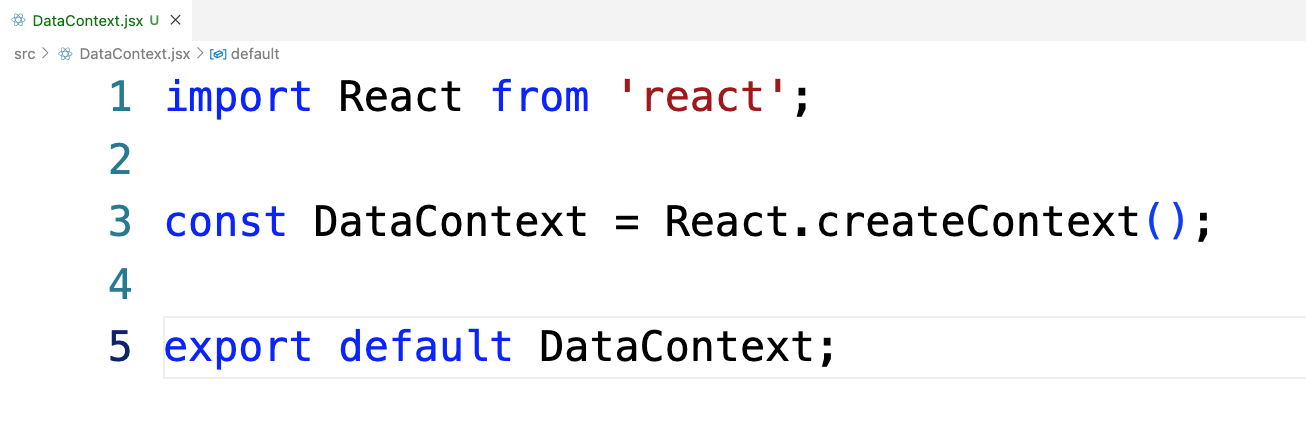 DataContext.jsx U
src > DataContext.jsx > default
1 import React from 'react';
2
3 const DataContext = React.createContext();
4
5 export default DataContext;